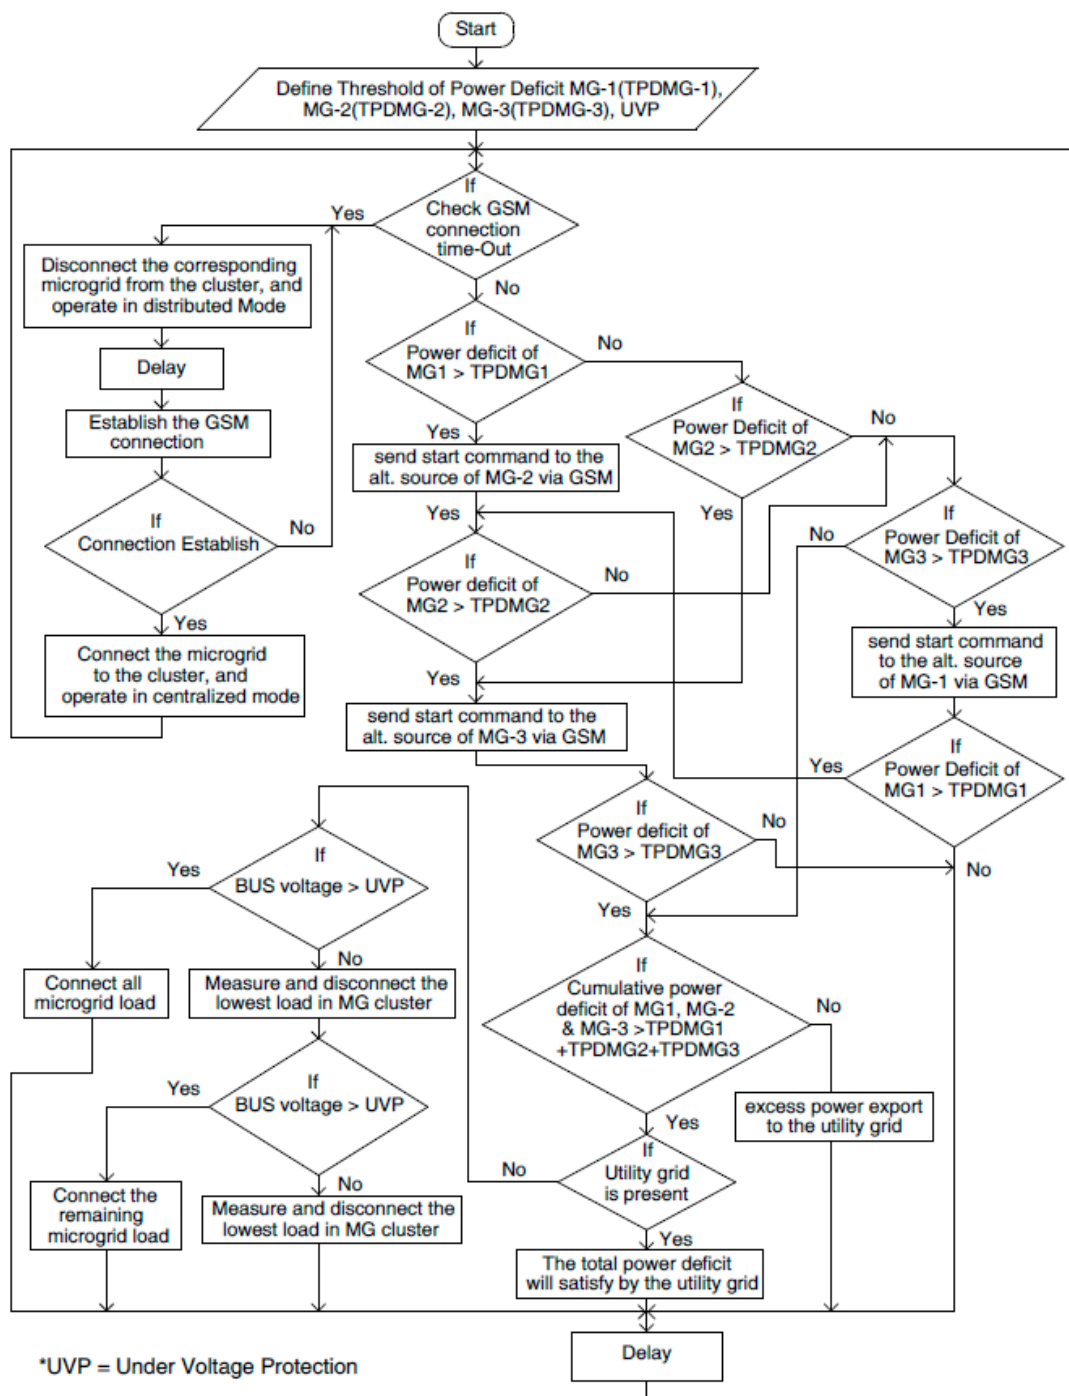 Start
Define Threshold of Power Deficit MG-1(TPDMG-1),
MG-2(TPDMG-2), MG-3(TPDMG-3), UVP
If
Check GSM
connection
time-Out
Yes
No
Disconnect the corresponding
microgrid from the cluster, and
operate in distributed Mode
Delay
Establish the GSM
connection
If
Connection Establish
No
Yes
Connect the microgrid
to the cluster, and
operate in centralized mode
If
Power deficit of
MG1 > TPDMG1
No
Yes
If
Power Deficit of
MG2 > TPDMG2
No
Yes
send start command to the
alt. source of MG-2 via GSM
Yes
If
Power deficit of
MG2 > TPDMG2
No
Yes
If
Power Deficit of
MG3 > TPDMG3
No
Yes
send start command
to the alt. source
of MG-1 via GSM
If
Power Deficit of
MG1 > TPDMG1
Yes
No
send start command to the
alt. source of MG-3 via GSM
If
Power deficit of
MG3 > TPDMG3
No
Yes
If
Cumulative power
deficit of MG1, MG-2
& MG-3 >TPDMG1
+TPDMG2+TPDMG3
No
Yes
excess power export
to the utility grid
If
Utility grid
is present
No
Yes
The total power deficit
will satisfy by the utility grid
If
BUS voltage > UVP
Yes
No
Connect all
microgrid load
Measure and disconnect the
lowest load in MG cluster
If
BUS voltage > UVP
Yes
No
Connect the
remaining
microgrid load
Measure and disconnect the
lowest load in MG cluster
Delay
*UVP = Under Voltage Protection